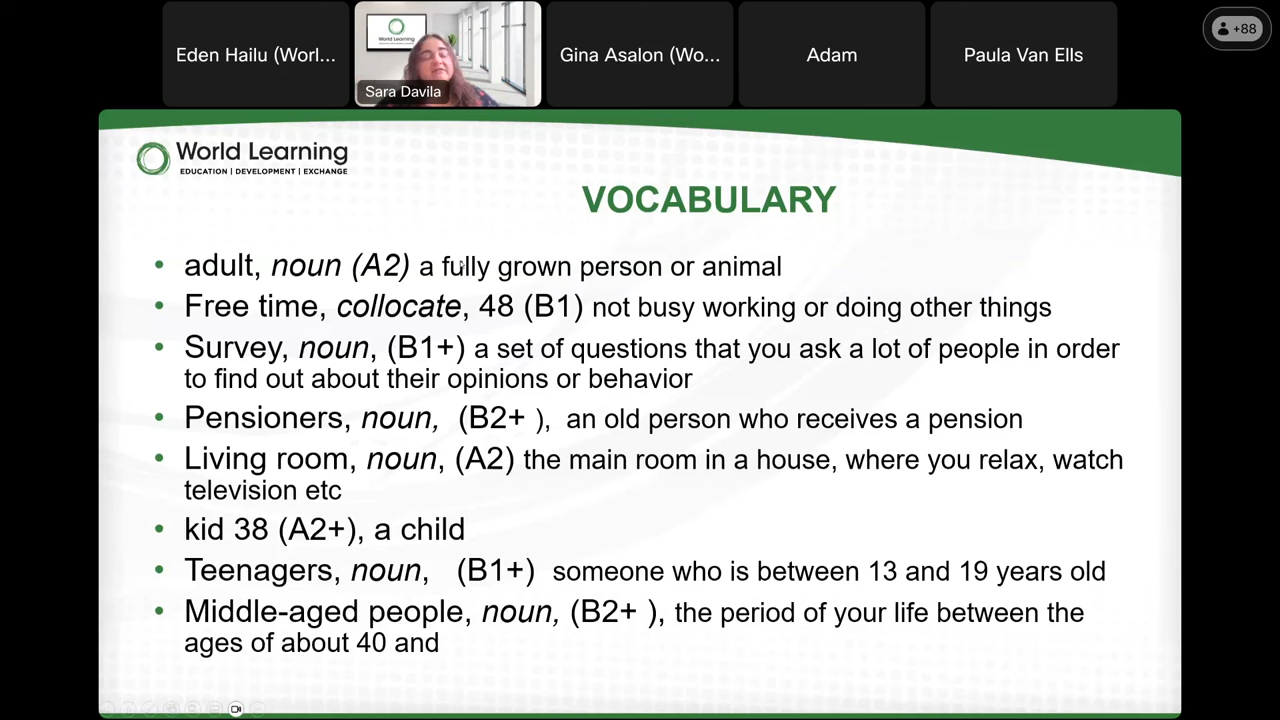 Eden Hailu (Worl...
World Learning
Sara Davila
Gina Asalon (Wo...
Adam
Paula Van Ells
+88
World Learning
EDUCATION | DEVELOPMENT | EXCHANGE
VOCABULARY
• adult, noun (A2) a fully grown person or animal
• Free time, collocate, 48 (B1) not busy working or doing other things
• Survey, noun, (B1+) a set of questions that you ask a lot of people in order
to find out about their opinions or behavior
• Pensioners, noun, (B2+ ), an old person who receives a pension
• Living room, noun, (A2) the main room in a house, where you relax, watch
television etc
• kid 38 (A2+), a child
• Teenagers, noun, (B1+) someone who is between 13 and 19 years old
• Middle-aged people, noun, (B2+ ), the period of your life between the
ages of about 40 and